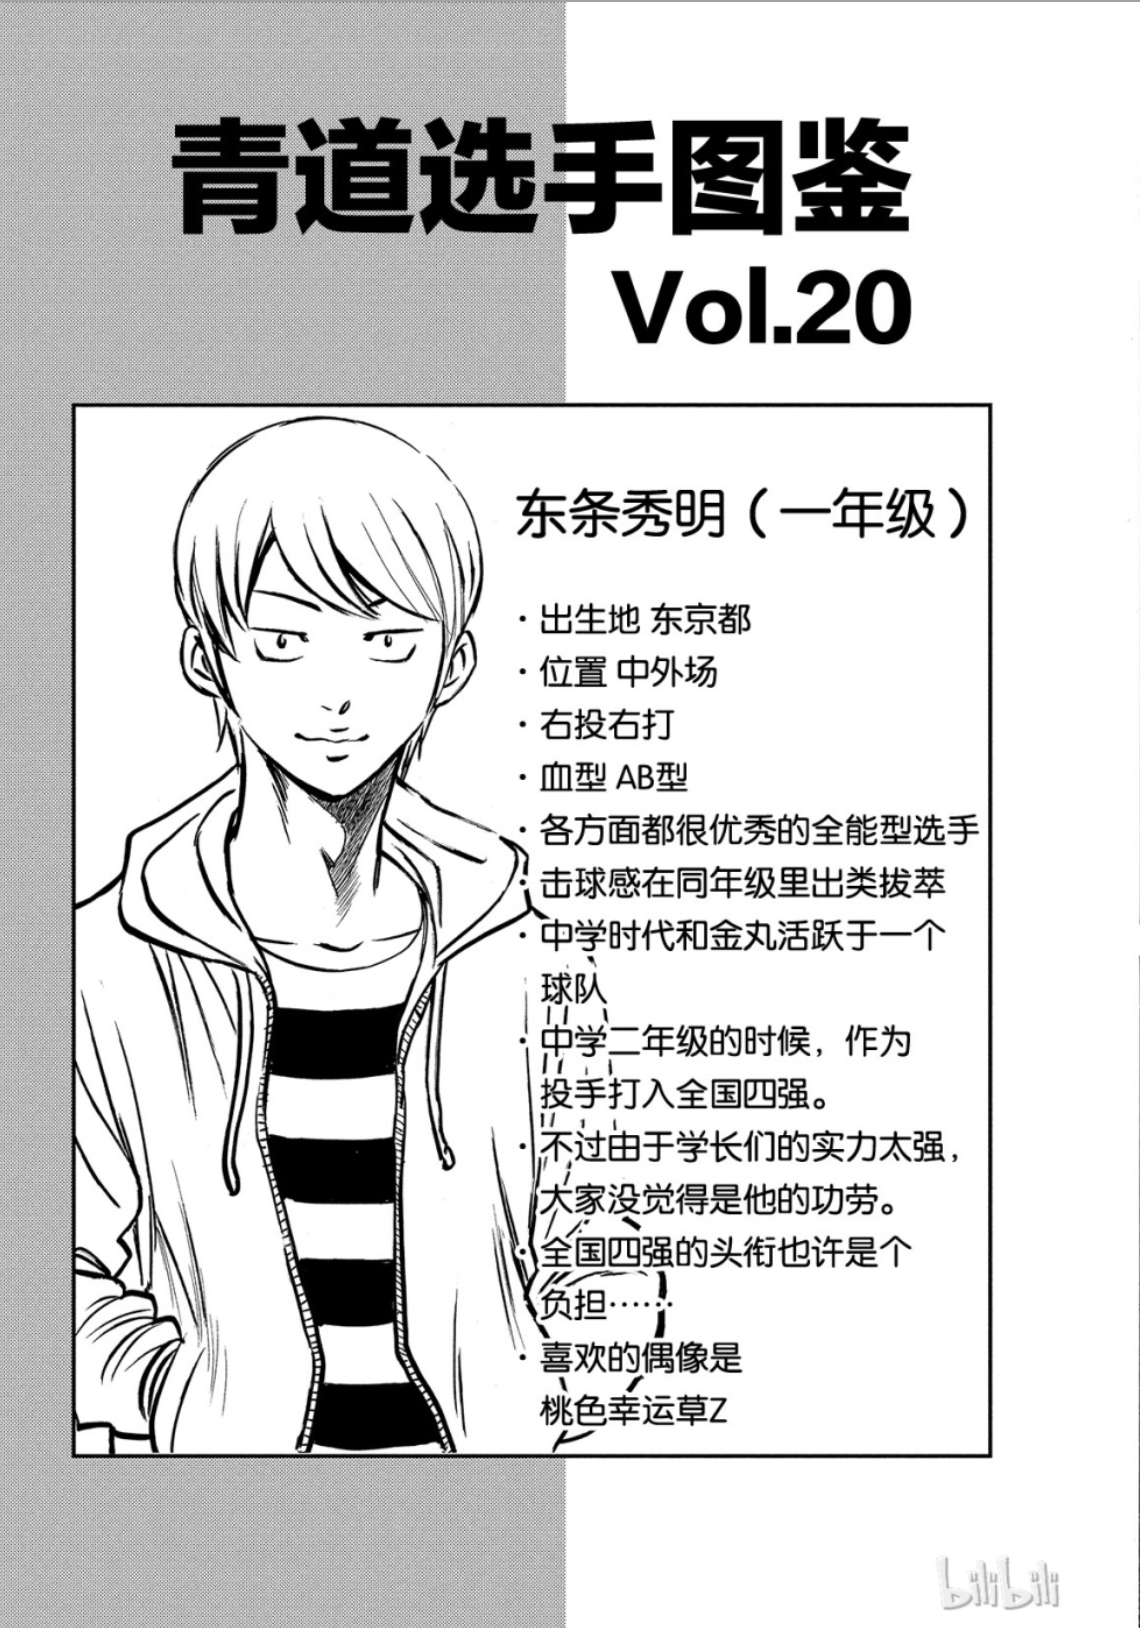 青道选手图鉴
Vol.20
东条秀明（一年级）
·出生地 东京都
·位置 中外场
·右投右打
·血型 AB型
·各方面都很优秀的全能型选手
·击球感在同年级里出类拔萃
·中学时代和金丸活跃于一个
球队
·中学二年级的时候，作为
投手打入全国四强。
·不过由于学长们的实力太强，
大家没觉得是他的功劳。
·全国四强的头衔也许是个
负担……
·喜欢的偶像是
桃色幸运草Z
bilibili